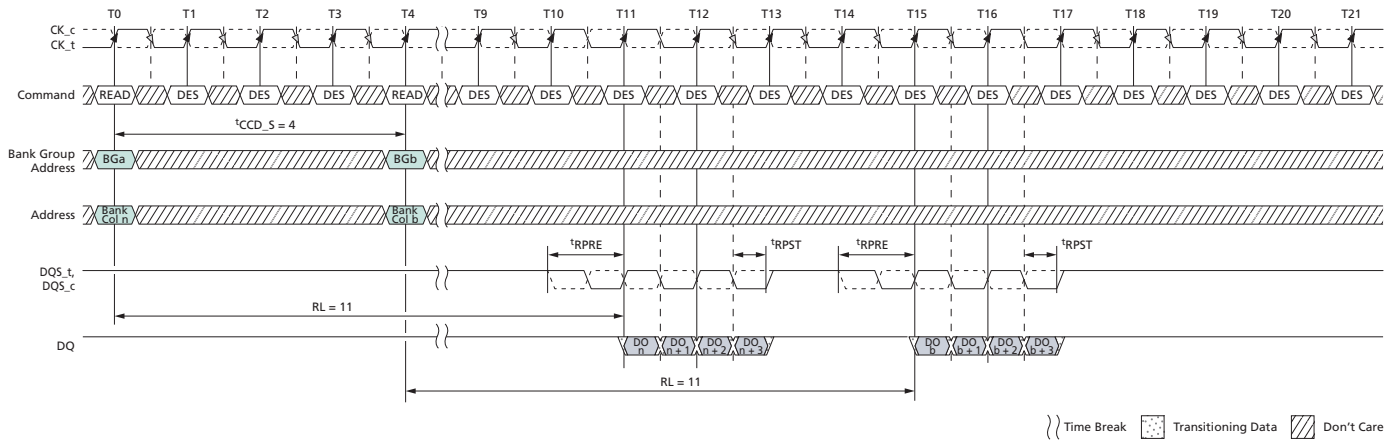 T0 T1 T2 T3 T4 T9 T10 T11 T12 T13 T14 T15 T16 T17 T18 T19 T20 T21
CK_c
CK_t
Command READ DES DES DES READ DES DES DES DES DES DES DES DES DES DES DES DES DES
tCCD_S = 4
Bank Group
Address
BGa BGb
Address
Bank
Col n
Bank
Col b
tRPRE tRPST tRPRE tRPST
DQS_t,
DQS_c
RL = 11
DQ
DO
n
DO
n + 1
DO
n + 2
DO
n + 3
DO
b
DO
b + 1
DO
b + 2
DO
b + 3
RL = 11
Time Break Transitioning Data Don't Care